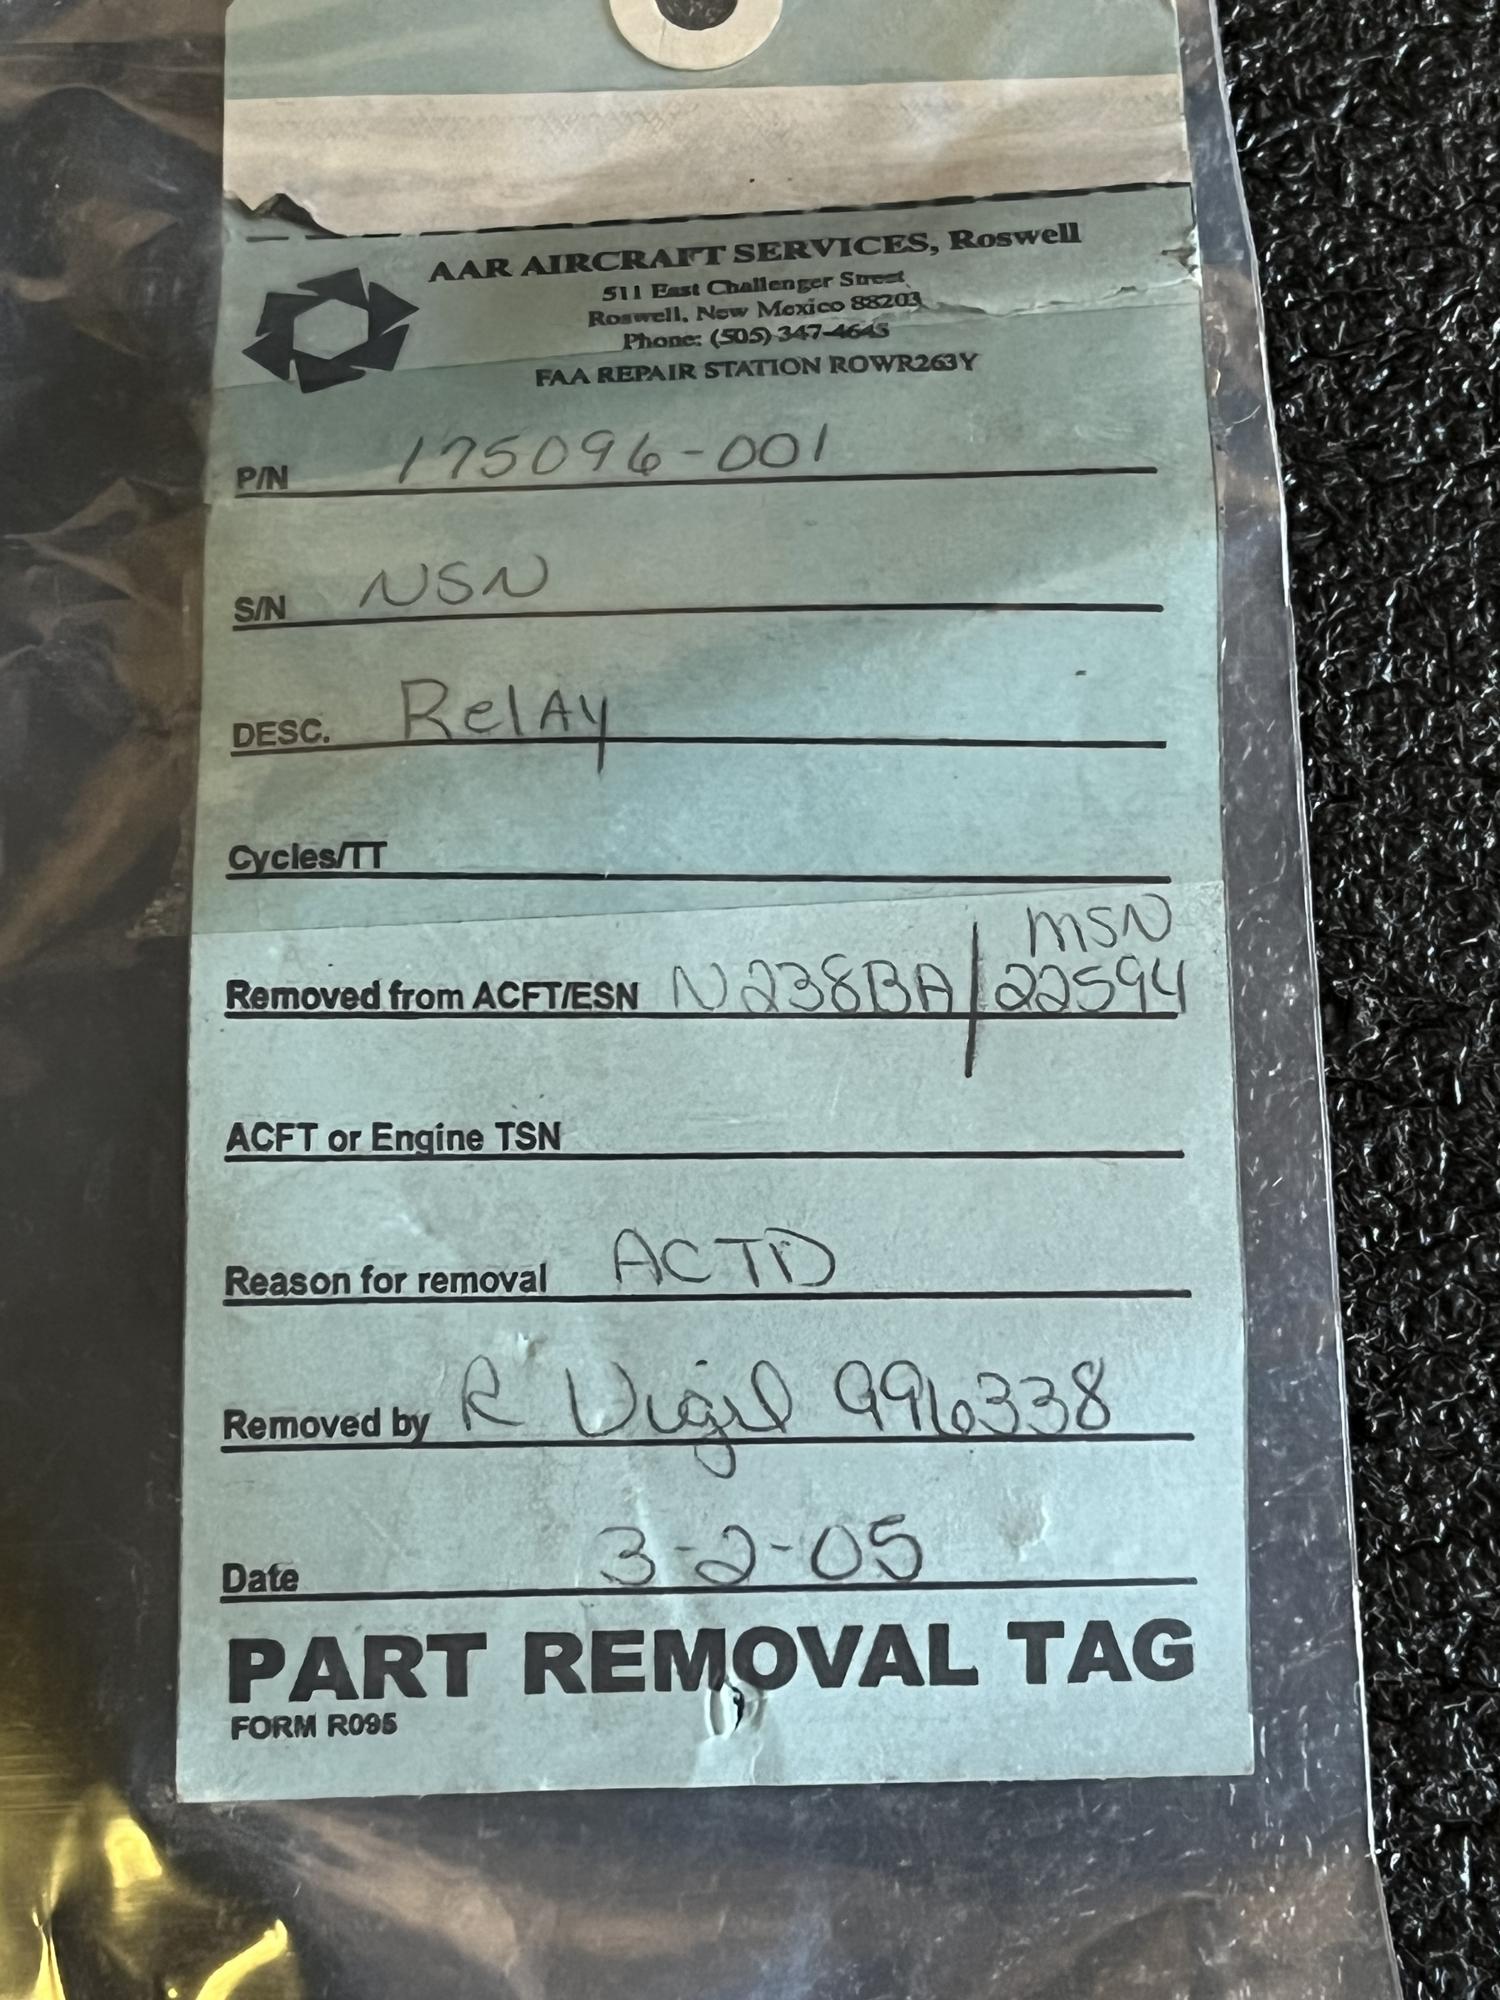 AAR AIRCRAFT SERVICES, Roswell
511 East Challenger Street
Roswell, New Mexico 88203
Phone: (505) 347-4645
FAA REPAIR STATION ROWR263Y
P/N 175096-001
S/N NSN
DESC. RelAy
Cycles/TT
MSN
Removed from ACFT/ESN N238BA/22594
ACFT or Engine TSN
Reason for removal ACTD
Removed by R Vigil 996338
Date 3-2-05
PART REMOVAL TAG
FORM R095